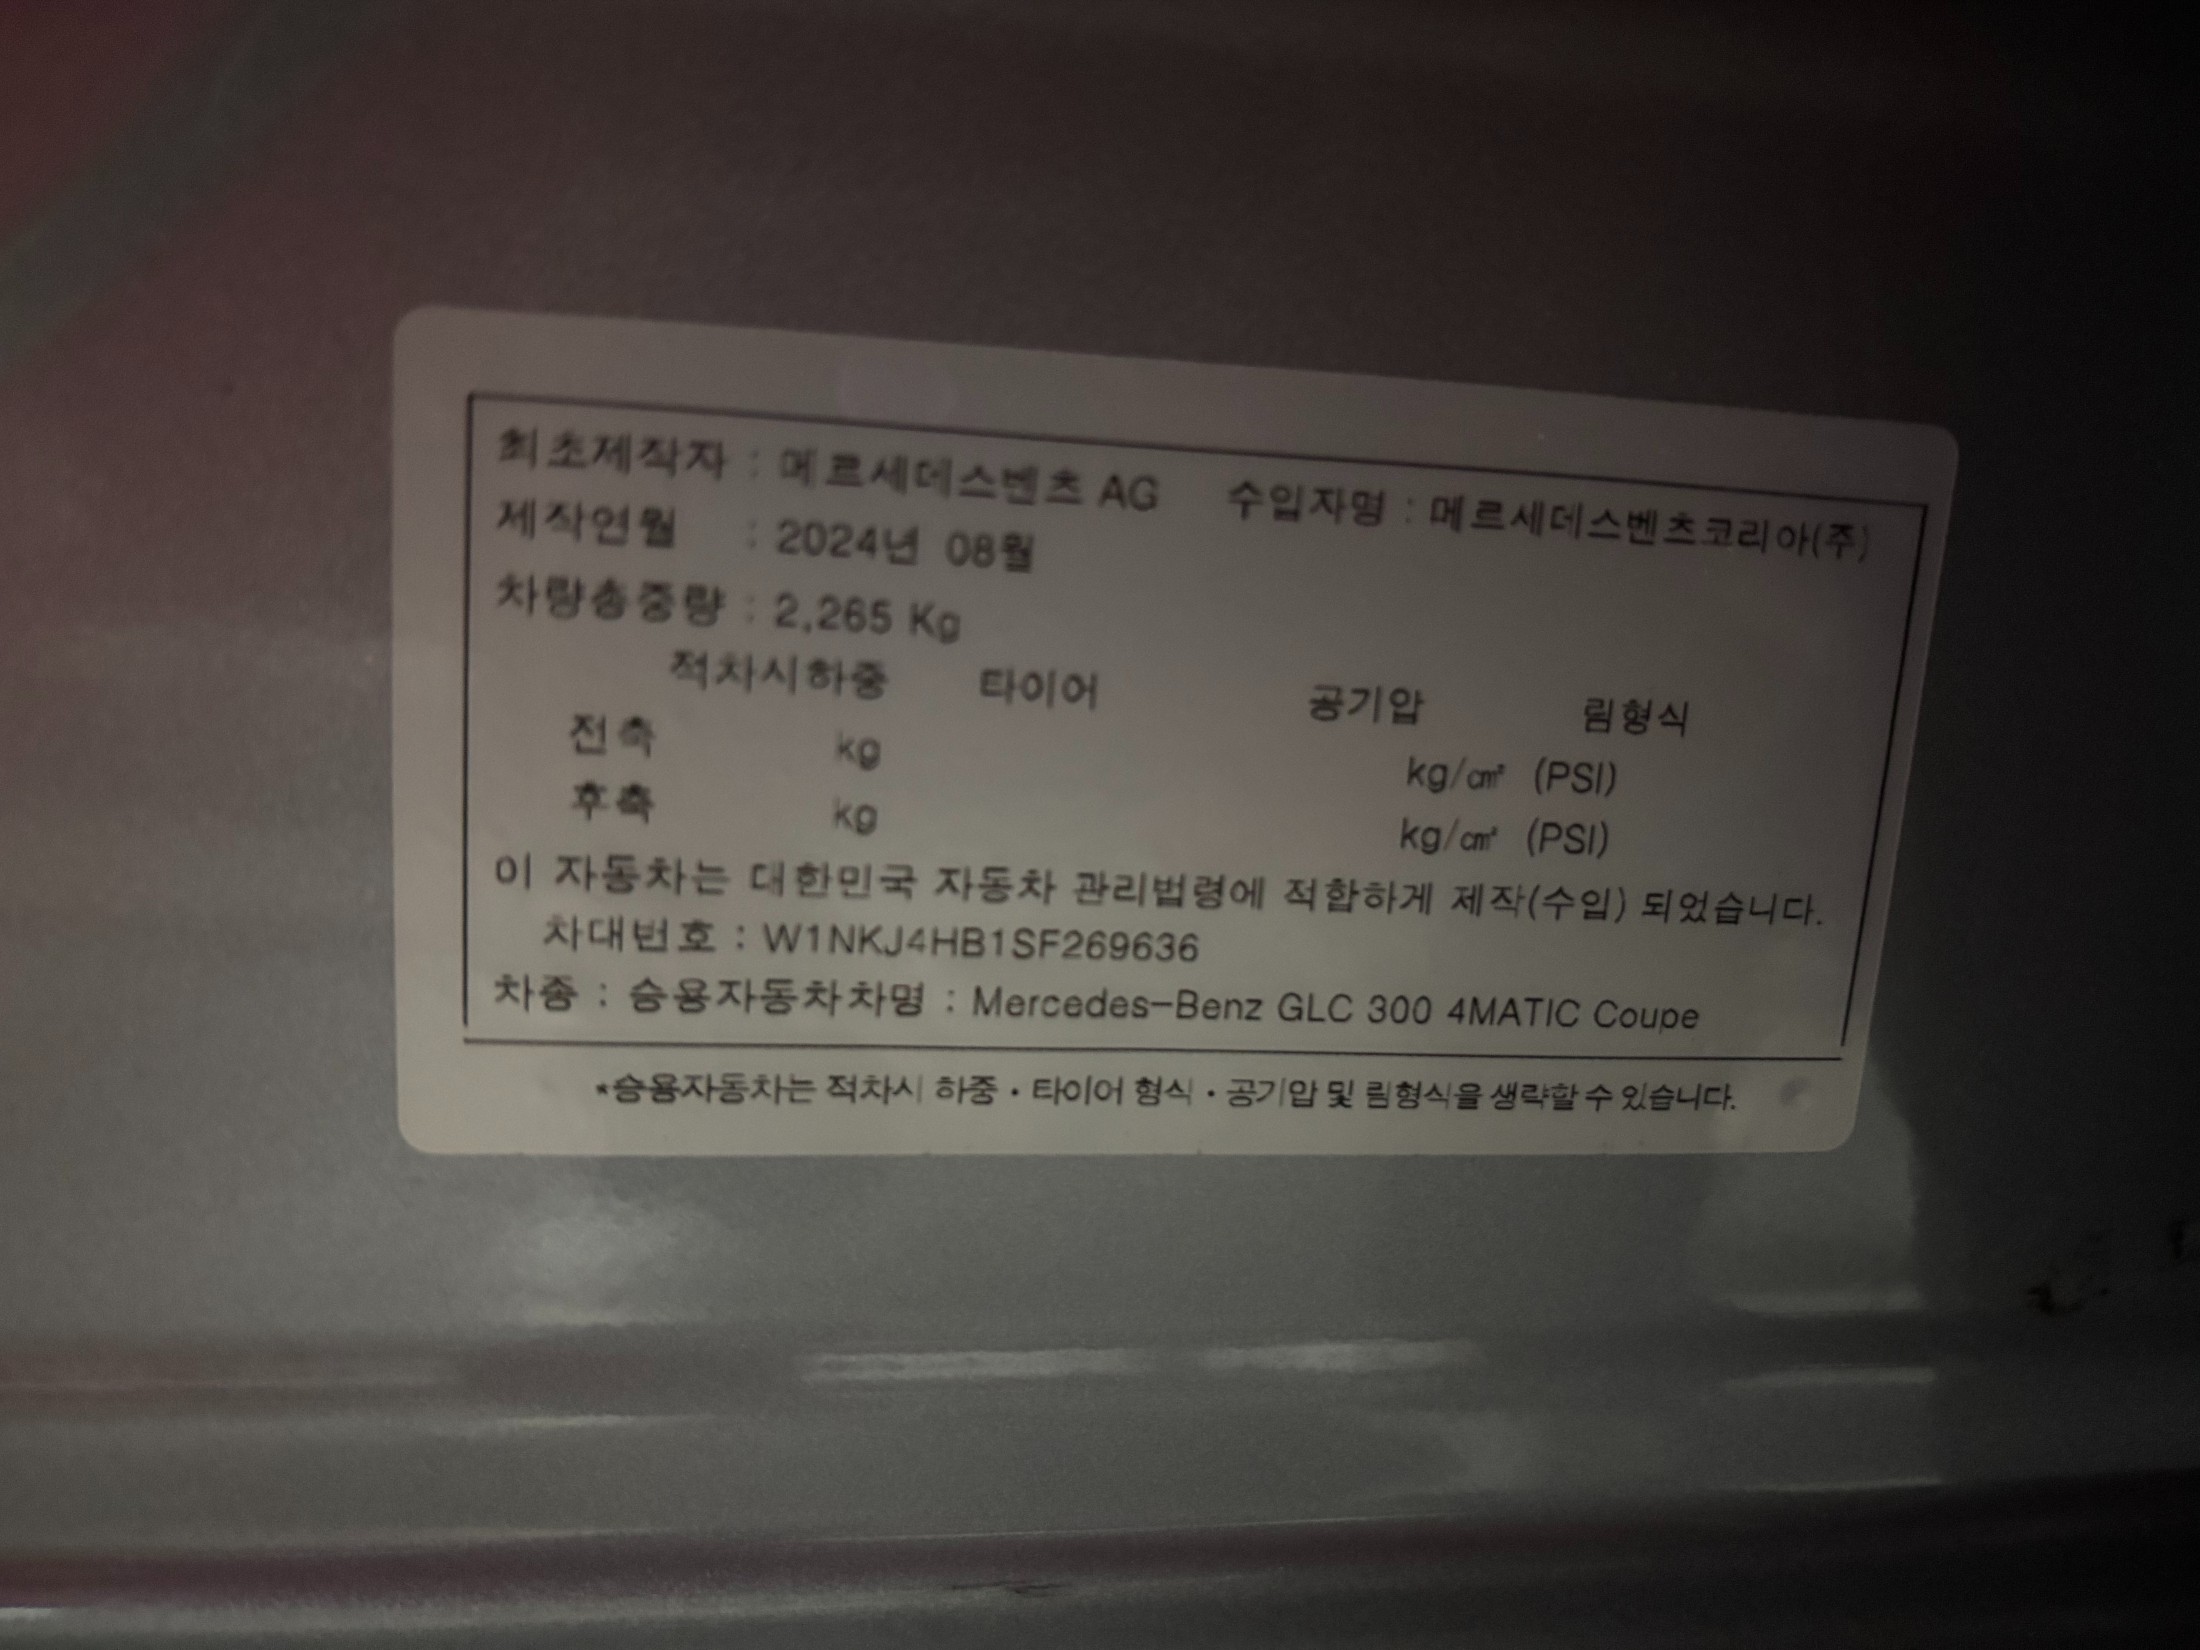 최초제작자 : 메르세데스벤츠 AG 수입자명 : 메르세데스벤츠코리아(주)
제작연월 : 2024년 08월
차량총중량 : 2,265 Kg
적차시하중 타이어 공기압 림형식
전축 kg kg/㎠ (PSI)
후축 kg kg/㎠ (PSI)
이 자동차는 대한민국 자동차 관리법령에 적합하게 제작(수입) 되었습니다.
차대번호 : W1NKJ4HB1SF269636
차종 : 승용자동차차명 : Mercedes-Benz GLC 300 4MATIC Coupe
*승용자동차는 적차시 하중·타이어 형식·공기압 및 림형식을 생략할 수 있습니다.